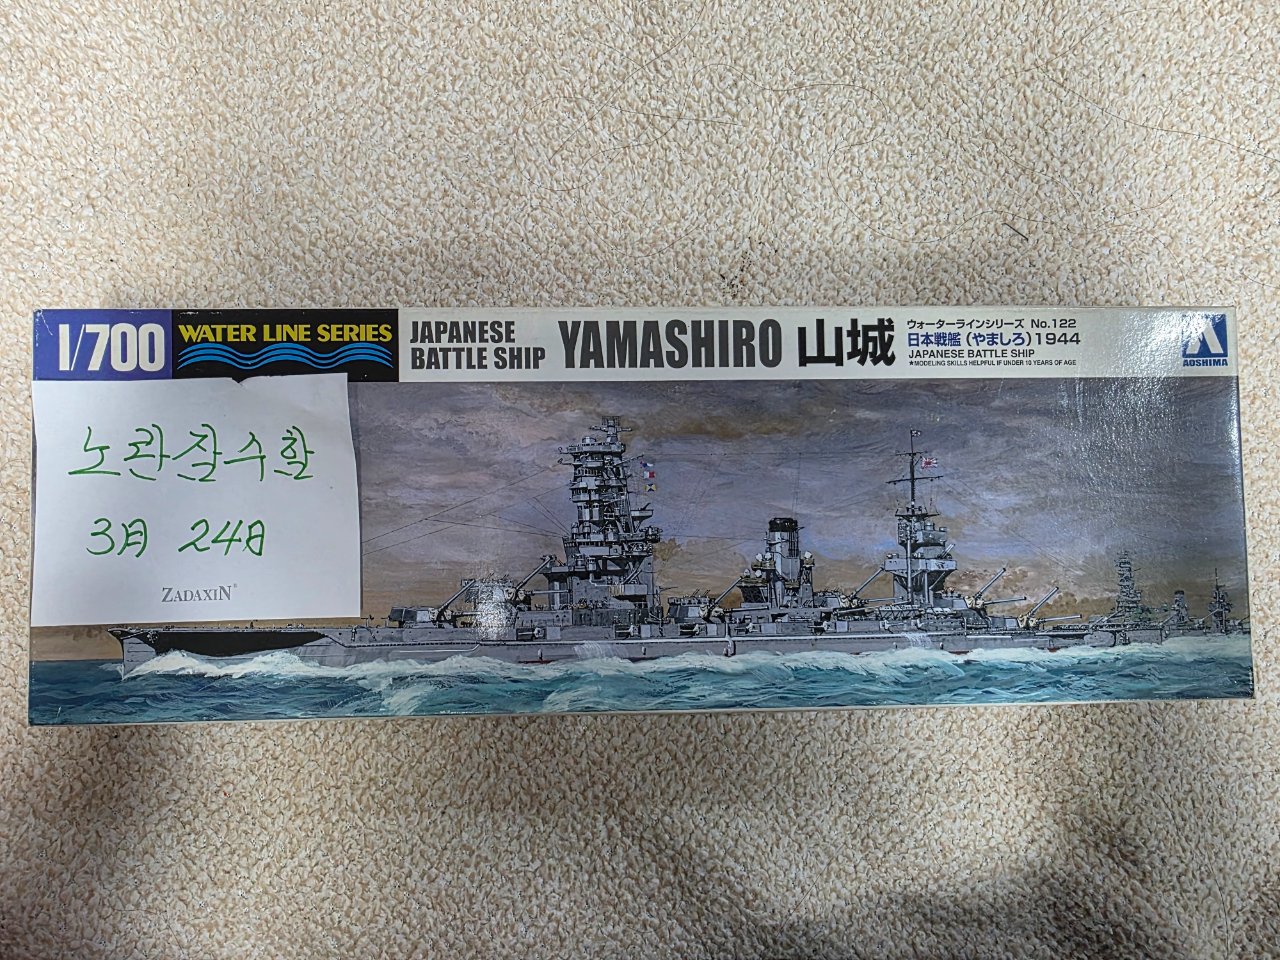 1/700
WATER LINE SERIES
JAPANESE
BATTLE SHIP
YAMASHIRO 山城
ウォーターラインシリーズ No.122
日本戦艦(やましろ)1944
JAPANESE BATTLE SHIP
★MODELING SKILLS HELPFUL IF UNDER 10 YEARS OF AGE
AOSHIMA
노란잠수함
3月 24日
ZADAXIN®